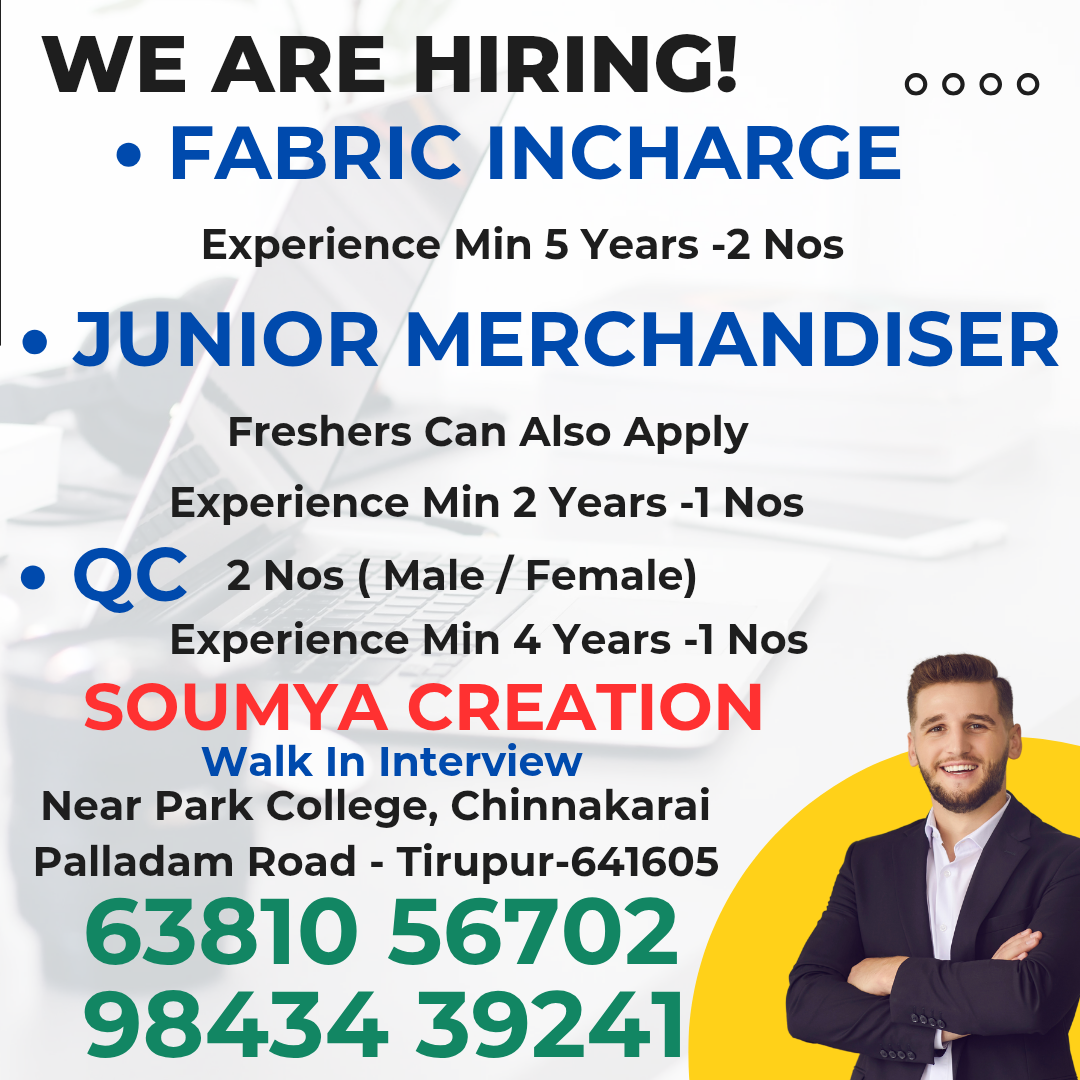 WE ARE HIRING!
• FABRIC INCHARGE
Experience Min 5 Years -2 Nos
• JUNIOR MERCHANDISER
Freshers Can Also Apply
Experience Min 2 Years -1 Nos
• QC 2 Nos ( Male / Female)
Experience Min 4 Years -1 Nos
SOUMYA CREATION
Walk In Interview
Near Park College, Chinnakarai
Palladam Road - Tirupur-641605
63810 56702
98434 39241